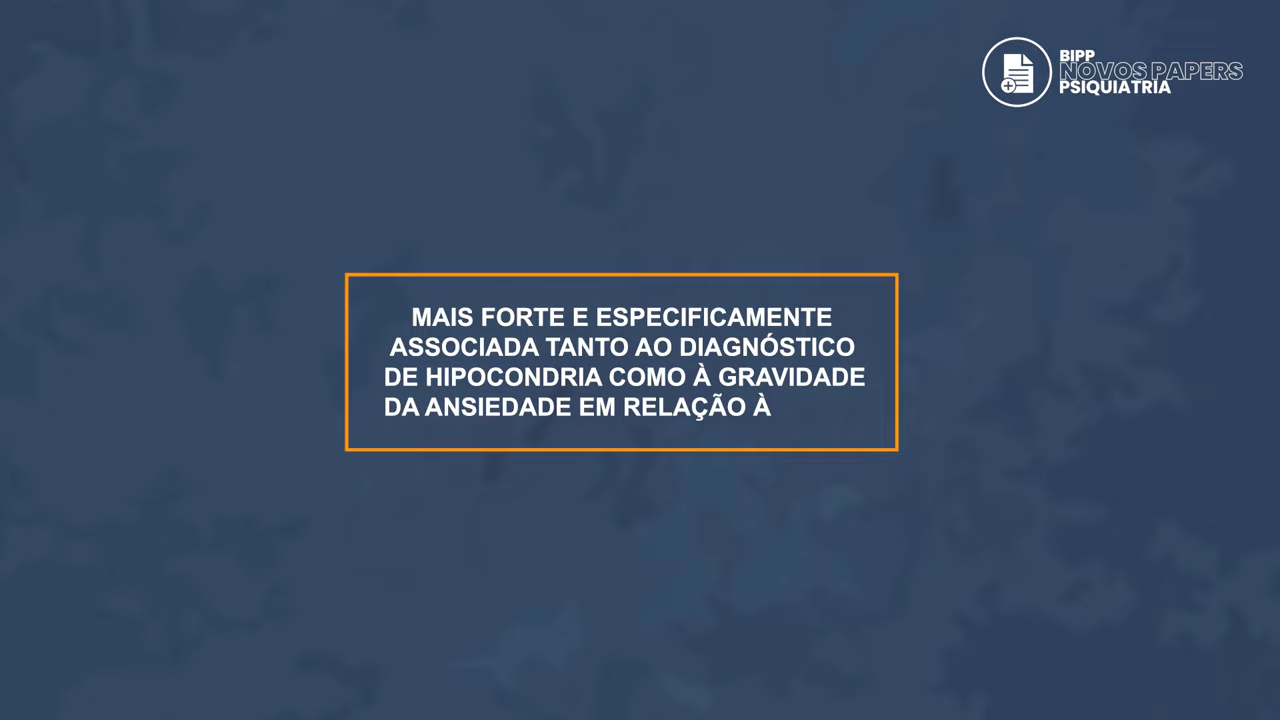 BIPP
NOVOS PAPERS
PSIQUIATRIA
MAIS FORTE E ESPECIFICAMENTE
ASSOCIADA TANTO AO DIAGNÓSTICO
DE HIPOCONDRIA COMO À GRAVIDADE
DA ANSIEDADE EM RELAÇÃO À